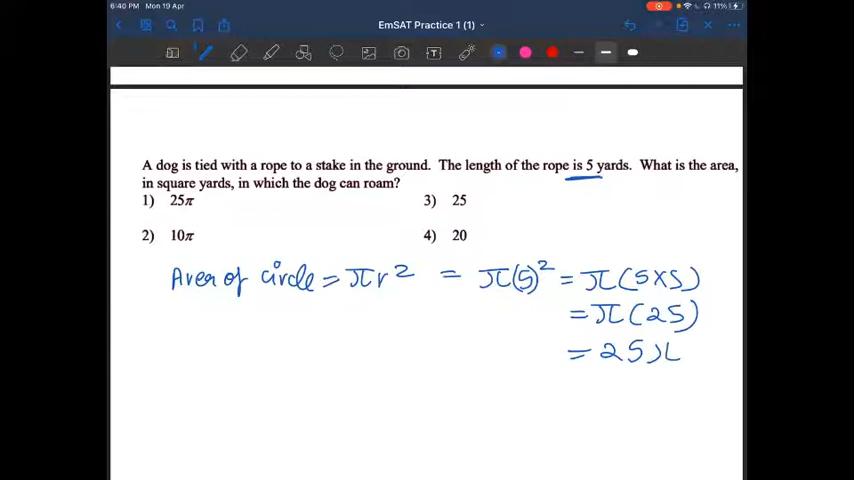 6:40 PM Mon 19 Apr
11%
EmSAT Practice 1 (1)
A dog is tied with a rope to a stake in the ground. The length of the rope is 5 yards. What is the area,
in square yards, in which the dog can roam?
1) 25π
3) 25
2) 10π
4) 20
Area of circle = πr² = π(5)² = π(5×5)
= π(25)
= 25π